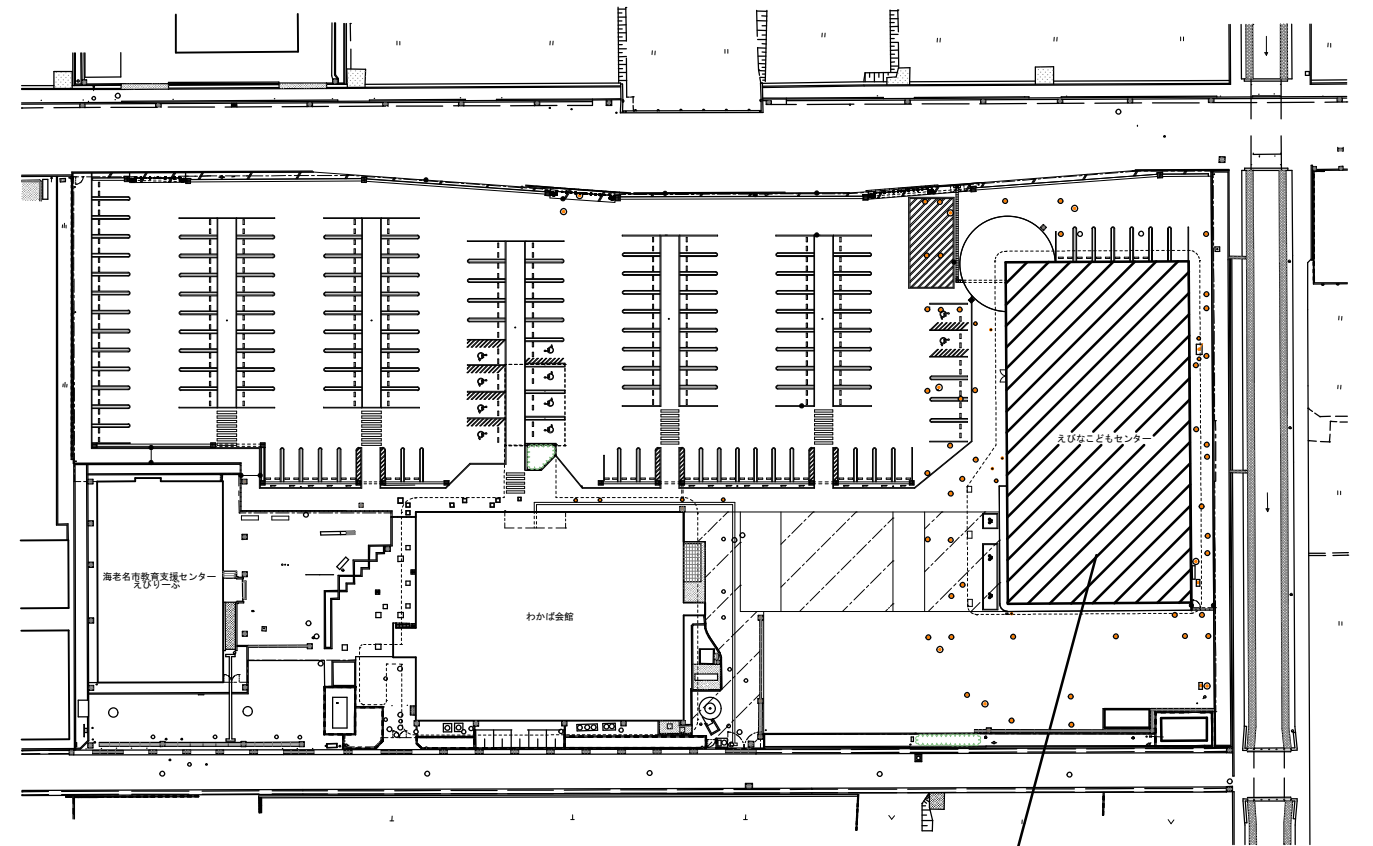 えびなこどもセンター
海老名市教育支援センター
えびりーぶ
わかば会館